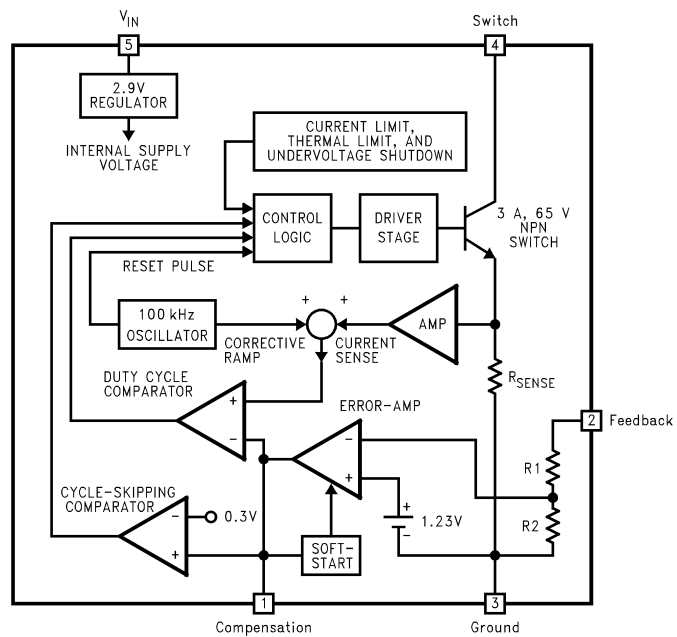 V_IN
Switch
5
4
2.9V
REGULATOR
INTERNAL SUPPLY
VOLTAGE
CURRENT LIMIT,
THERMAL LIMIT, AND
UNDERVOLTAGE SHUTDOWN
CONTROL
LOGIC
DRIVER
STAGE
3 A, 65 V
NPN
SWITCH
RESET PULSE
100 kHz
OSCILLATOR
+
+
AMP
CORRECTIVE
RAMP
CURRENT
SENSE
R_SENSE
DUTY CYCLE
COMPARATOR
+
−
ERROR-AMP
−
+
2
Feedback
R1
R2
CYCLE-SKIPPING
COMPARATOR
−
+
0.3V
SOFT-
START
+
−
1.23V
1
3
Compensation
Ground